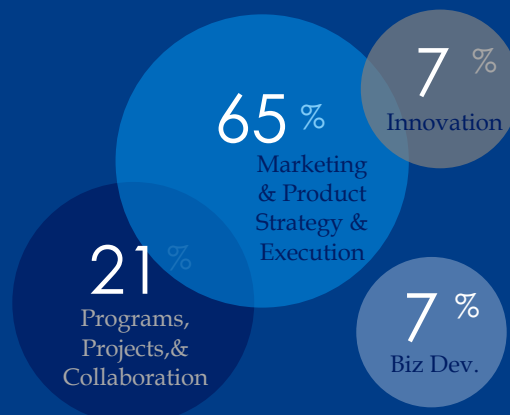 65 %
Marketing
& Product
Strategy &
Execution
7 %
Innovation
21 %
Programs,
Projects,&
Collaboration
7 %
Biz Dev.